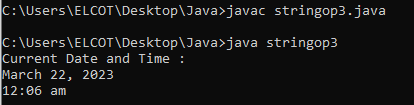 C:\Users\ELCOT\Desktop\Java>javac stringop3.java
C:\Users\ELCOT\Desktop\Java>java stringop3
Current Date and Time :
March 22, 2023
12:06 am